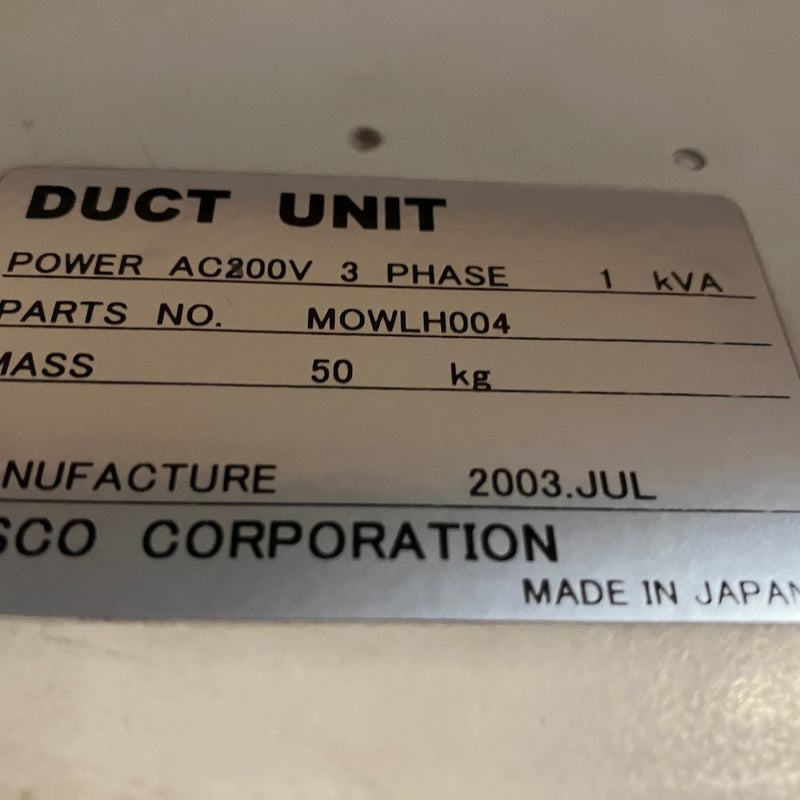 DUCT UNIT
POWER AC200V 3 PHASE 1 kVA
PARTS NO. MOWLH004
MASS 50 kg
NUFACTURE 2003.JUL
SCO CORPORATION
MADE IN JAPAN